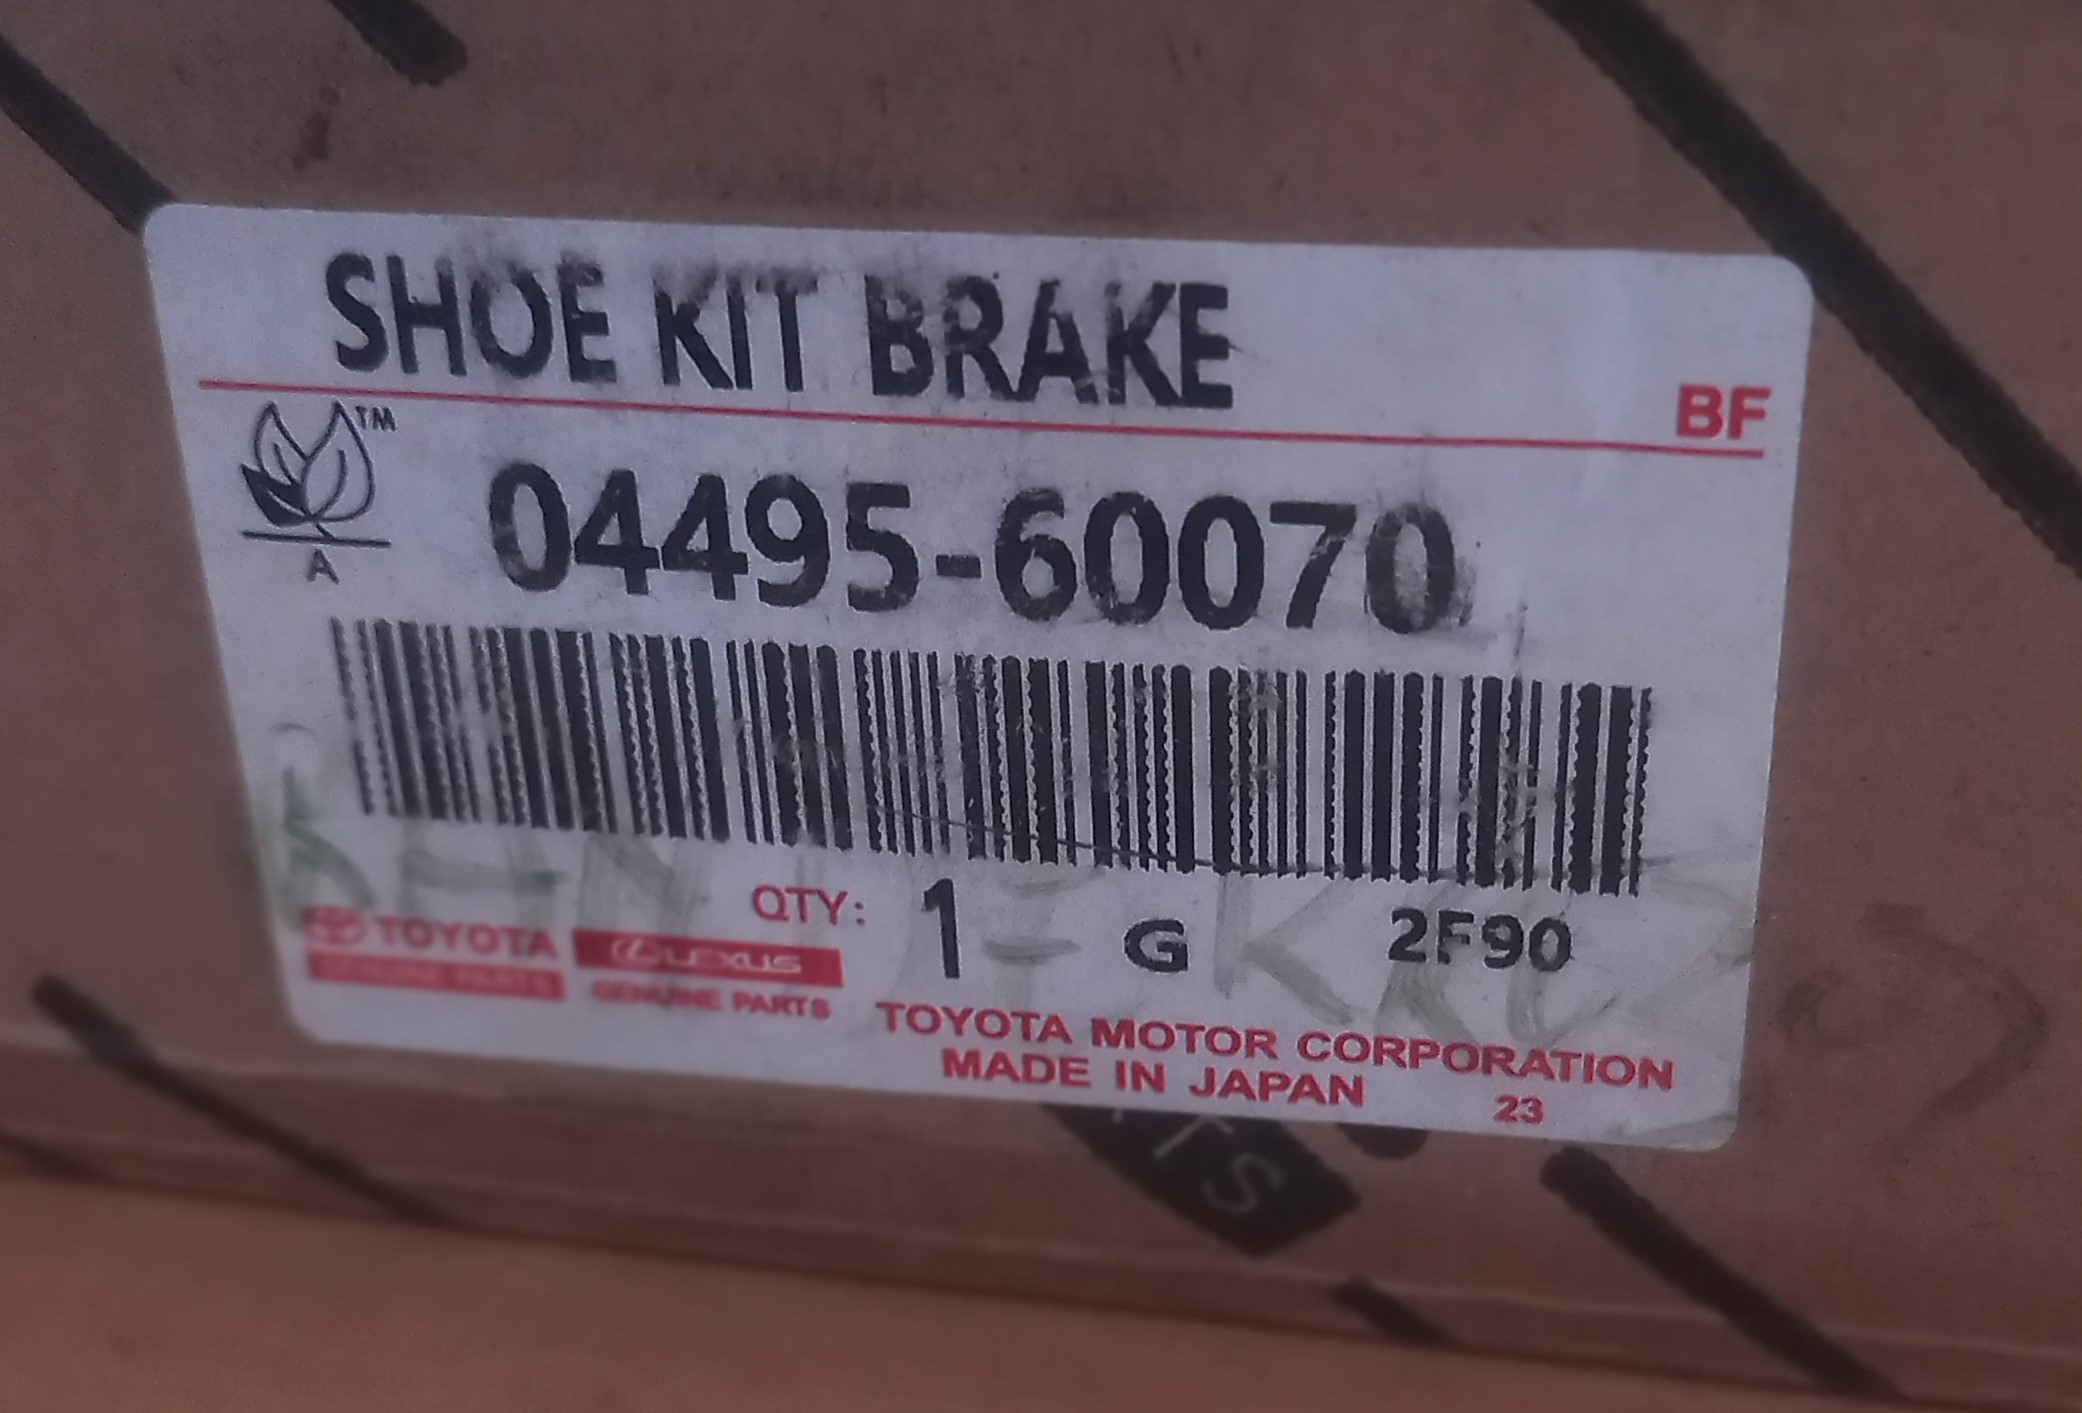 SHOE KIT BRAKE
BF
TM
A
04495-60070
QTY: 1 G 2F90
TOYOTA
GENUINE PARTS
LEXUS
GENUINE PARTS
TOYOTA MOTOR CORPORATION
MADE IN JAPAN 23